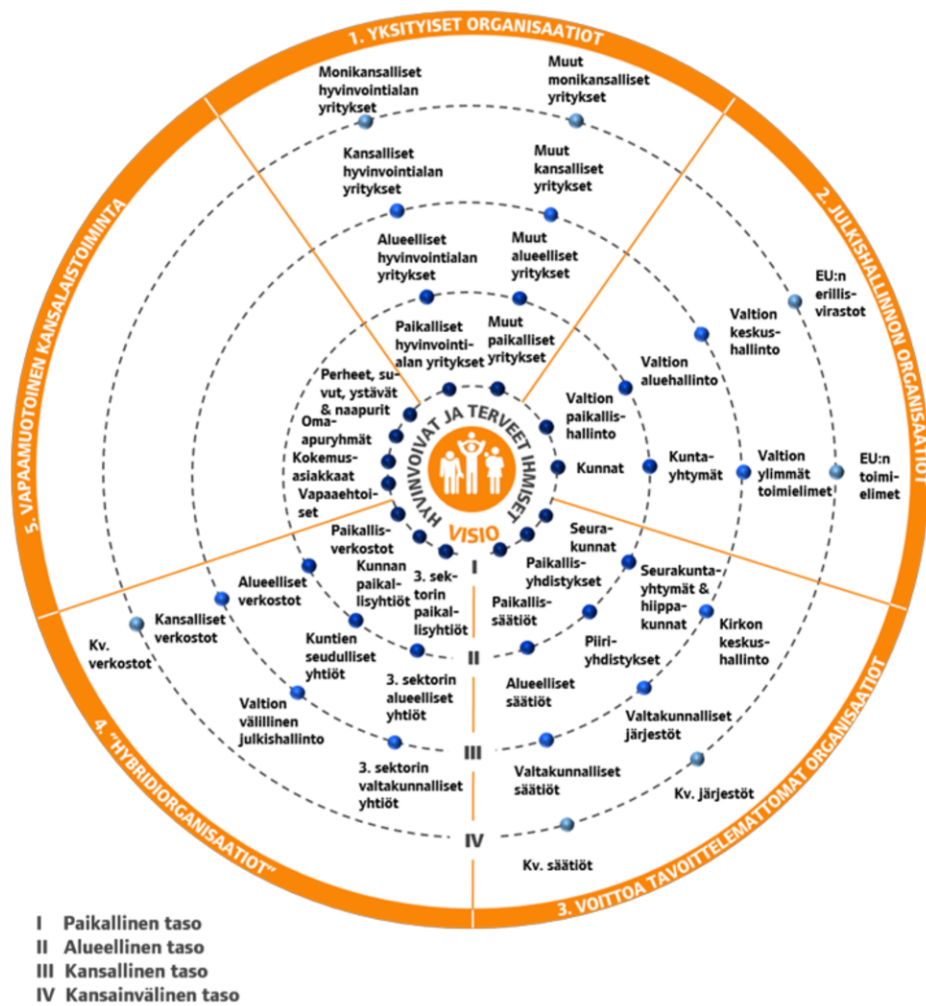 1. YKSITYISET ORGANISAATIOT
Monikansalliset
hyvinvointialan
yritykset
Muut
monikansalliset
yritykset
Kansalliset
hyvinvointialan
yritykset
Muut
kansalliset
yritykset
Alueelliset
hyvinvointialan
yritykset
Muut
alueelliset
yritykset
Paikalliset
hyvinvointi-
alan yritykset
Muut
paikalliset
yritykset
2. JULKISHALLINNON ORGANISAATIOT
EU:n
erillis-
virastot
Valtion
keskus-
hallinto
Valtion
aluehallinto
Valtion
paikallis-
hallinto
Kunnat
Kunta-
yhtymät
Valtion
ylimmät
toimielimet
EU:n
toimi-
elimet
5. VAPAAMUOTOINEN KANSALAISTOIMINTA
Perheet, su-
vut, ystävät
& naapurit
Oma-
apuryhmät
Kokemus-
asiakkaat
Vapaaehtoi-
set
HYVINVOIVAT JA TERVEET IHMISET
VISIO
3. VOITTOA TAVOITTELEMATTOMAT ORGANISAATIOT
Seura-
kunnat
Paikallis-
yhdistykset
Paikallis-
säätiöt
Seurakunta-
yhtymät &
hiippa-
kunnat
Piiri-
yhdistykset
Alueelliset
säätiöt
Kirkon
keskus-
hallinto
Valtakunnalliset
järjestöt
Valtakunnalliset
säätiöt
Kv. järjestöt
Kv. säätiöt
4. "HYBRIDIORGANISAATIOT"
Paikallis-
verkostot
Kunnan
paikal-
lisyhtiöt
3. sek-
torin
paikal-
lisyhtiöt
Alueelliset
verkostot
Kuntien
seudulliset
yhtiöt
3. sektorin
alueelliset
yhtiöt
Kansalliset
verkostot
Valtion
välillinen
julkishallinto
3. sektorin
valtakunnalliset
yhtiöt
Kv.
verkostot
I
II
III
IV
I Paikallinen taso
II Alueellinen taso
III Kansallinen taso
IV Kansainvälinen taso